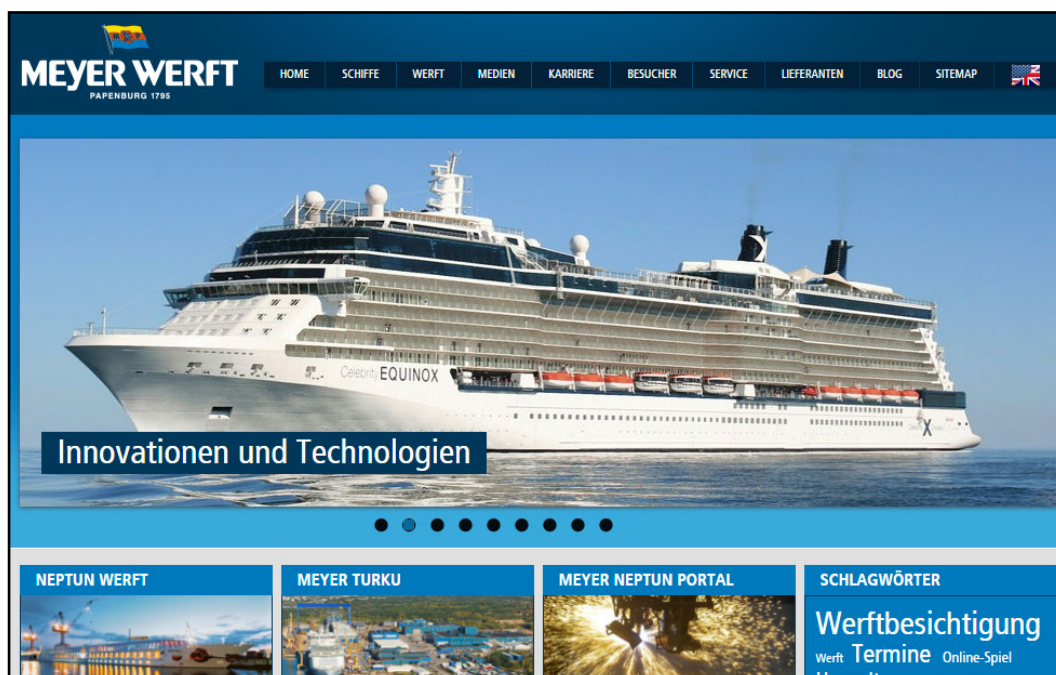 MEYER WERFT
PAPENBURG 1795
HOME SCHIFFE WERFT MEDIEN KARRIERE BESUCHER SERVICE LIEFERANTEN BLOG SITEMAP
Celebrity EQUINOX
X
Innovationen und Technologien
NEPTUN WERFT MEYER TURKU MEYER NEPTUN PORTAL SCHLAGWÖRTER
Werftbesichtigung
Werft Termine Online-Spiel